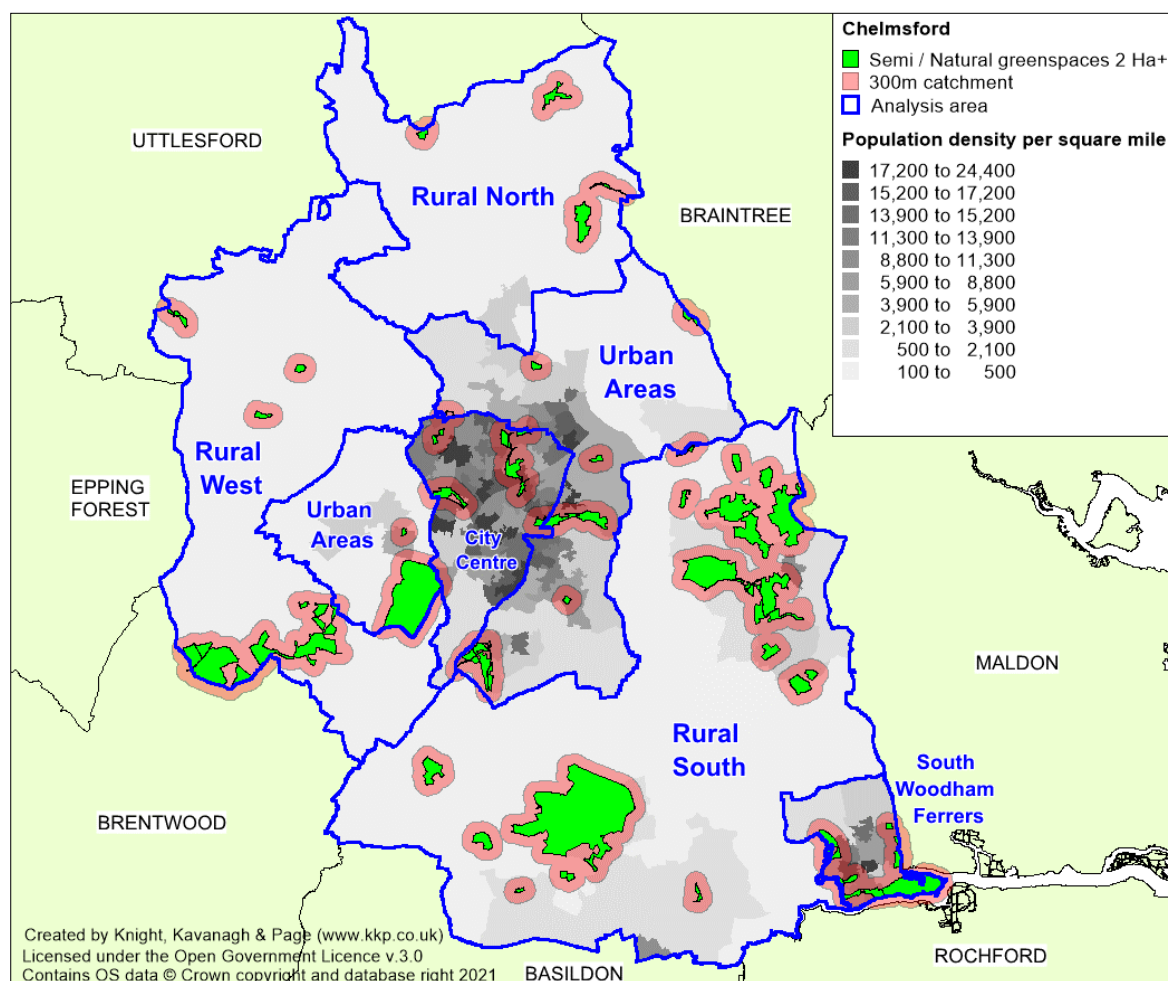 Chelmsford
Semi / Natural greenspaces 2 Ha+
300m catchment
Analysis area
Population density per square mile
17,200 to 24,400
15,200 to 17,200
13,900 to 15,200
11,300 to 13,900
8,800 to 11,300
5,900 to 8,800
3,900 to 5,900
2,100 to 3,900
500 to 2,100
100 to 500
UTTLESFORD
Rural North
BRAINTREE
Urban
Areas
Rural
West
EPPING
FOREST
Urban
Areas
City
Centre
MALDON
Rural
South
South
Woodham
Ferrers
BRENTWOOD
Created by Knight, Kavanagh & Page (www.kkp.co.uk)
Licensed under the Open Government Licence v.3.0
Contains OS data © Crown copyright and database right 2021
BASILDON
ROCHFORD